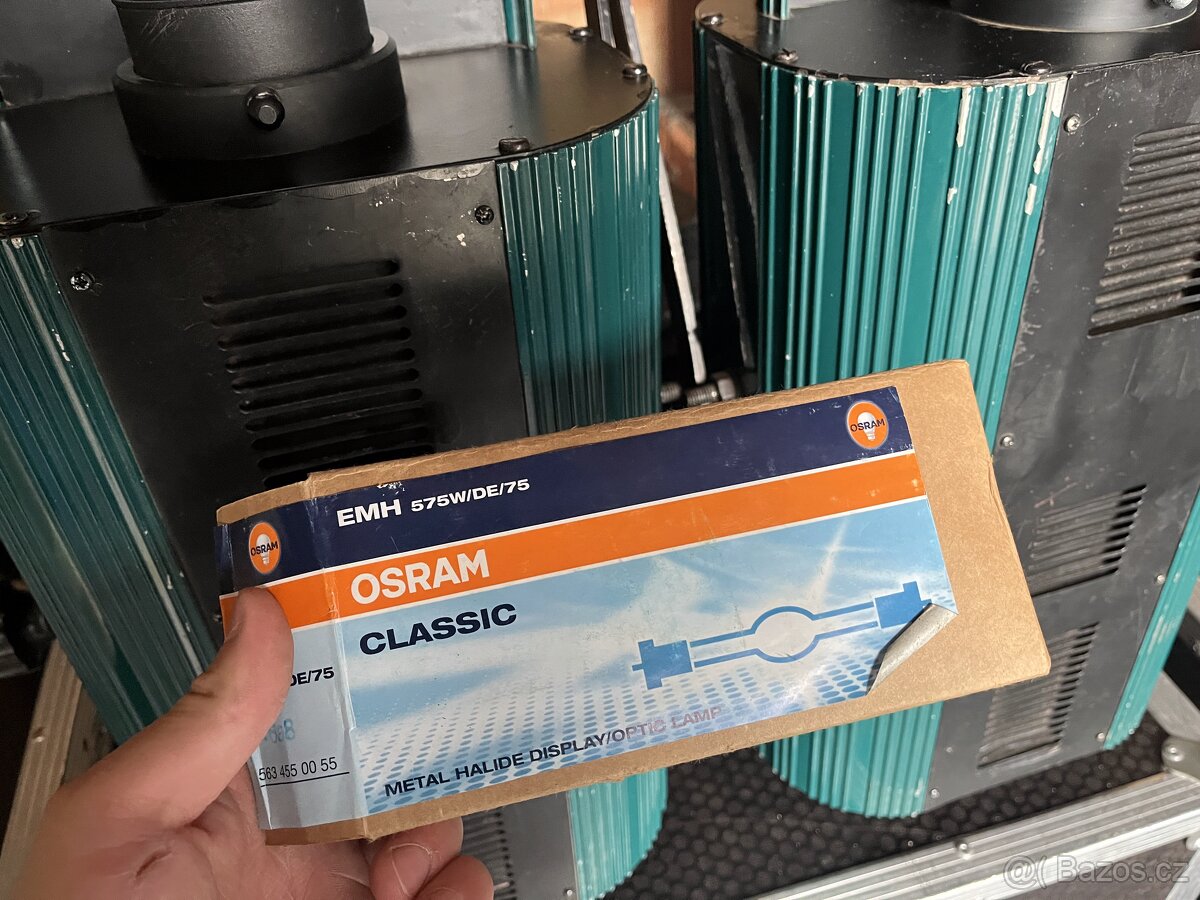 OSRAM
EMH 575W/DE/75
OSRAM
OSRAM
CLASSIC
DE/75
563 455 00 55
METAL HALIDE DISPLAY/OPTIC LAMP
Bazos.cz